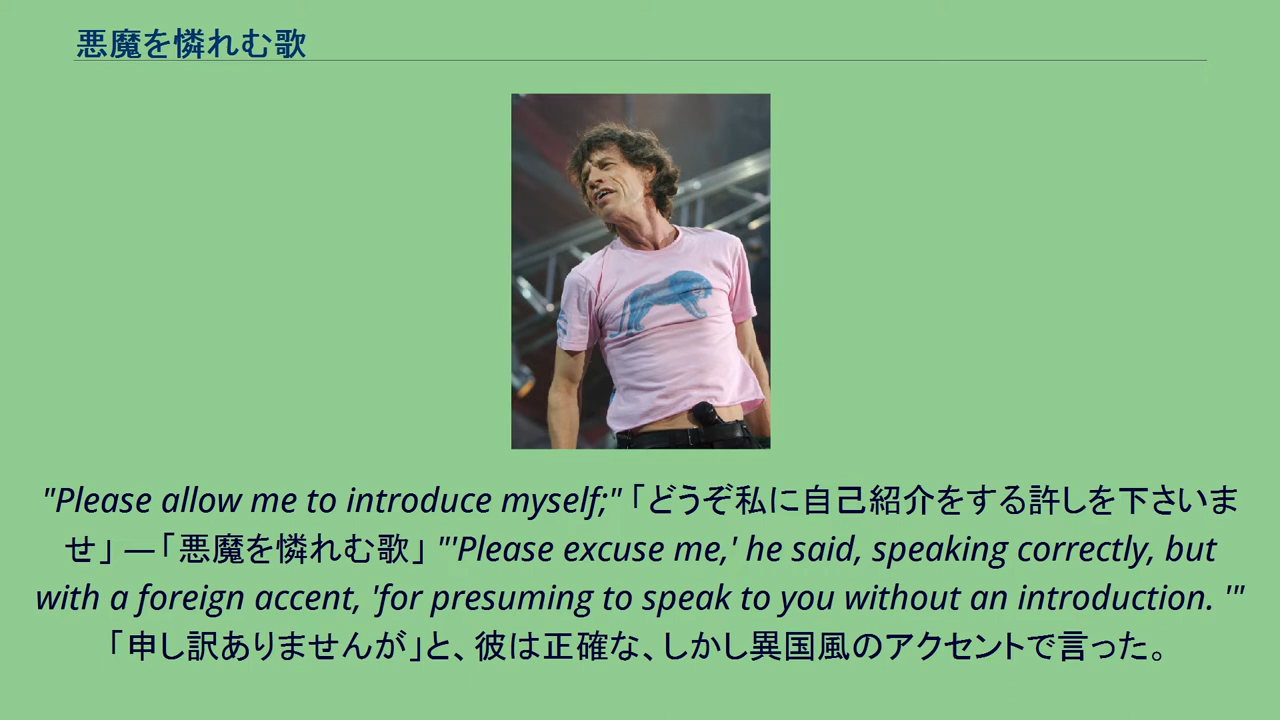 悪魔を憐れむ歌
"Please allow me to introduce myself;"「どうぞ私に自己紹介をする許しを下さいま
せ」 ―「悪魔を憐れむ歌」 "'Please excuse me,' he said, speaking correctly, but
with a foreign accent, 'for presuming to speak to you without an introduction. '"
「申し訳ありませんが」と、彼は正確な、しかし異国風のアクセントで言った。